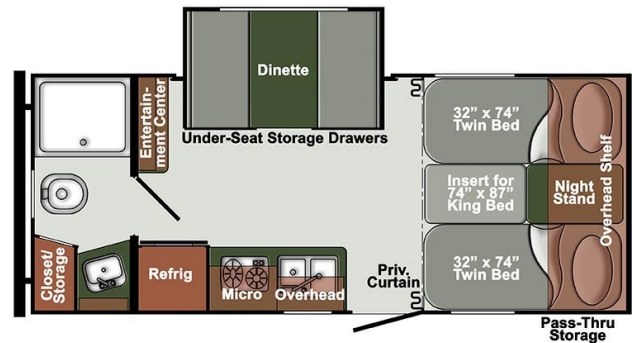 Dinette
Under-Seat Storage Drawers
Entertain-
ment Center
32” x 74”
Twin Bed
Insert for
74” x 87”
King Bed
Night
Stand
Overhead Shelf
32” x 74”
Twin Bed
Closet/
Storage
Refrig
Micro
Overhead
Priv.
Curtain
Pass-Thru
Storage